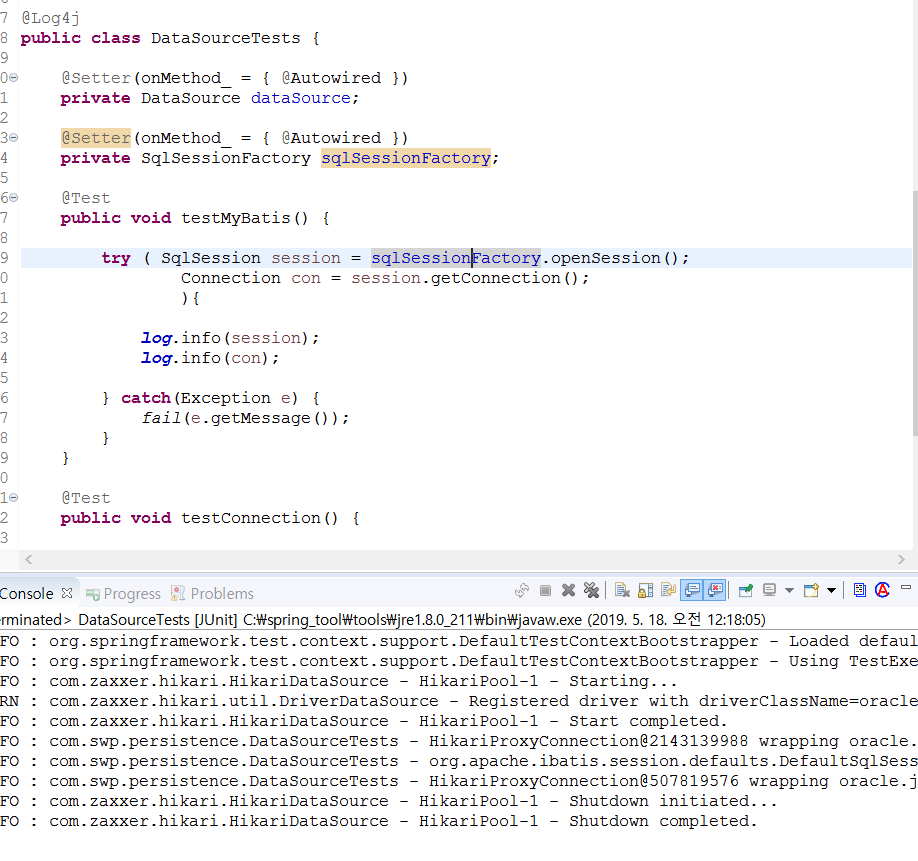 7 @Log4j
8 public class DataSourceTests {
9
0 @Setter(onMethod_ = { @Autowired })
1 private DataSource dataSource;
2
3 @Setter(onMethod_ = { @Autowired })
4 private SqlSessionFactory sqlSessionFactory;
5
6 @Test
7 public void testMyBatis() {
8
9 try ( SqlSession session = sqlSessionFactory.openSession();
0 Connection con = session.getConnection();
1 ){
2
3 log.info(session);
4 log.info(con);
5
6 } catch(Exception e) {
7 fail(e.getMessage());
8 }
9 }
0
1 @Test
2 public void testConnection() {
3
Console Progress Problems
erminated> DataSourceTests [JUnit] C:₩spring_tool₩tools₩jre1.8.0_211₩bin₩javaw.exe (2019. 5. 18. 오전 12:18:05)
FO : org.springframework.test.context.support.DefaultTestContextBootstrapper - Loaded defaul
FO : org.springframework.test.context.support.DefaultTestContextBootstrapper - Using TestExe
FO : com.zaxxer.hikari.HikariDataSource - HikariPool-1 - Starting...
RN : com.zaxxer.hikari.util.DriverDataSource - Registered driver with driverClassName=oracle
FO : com.zaxxer.hikari.HikariDataSource - HikariPool-1 - Start completed.
FO : com.swp.persistence.DataSourceTests - HikariProxyConnection@2143139988 wrapping oracle.
FO : com.swp.persistence.DataSourceTests - org.apache.ibatis.session.defaults.DefaultSqlSess
FO : com.swp.persistence.DataSourceTests - HikariProxyConnection@507819576 wrapping oracle.j
FO : com.zaxxer.hikari.HikariDataSource - HikariPool-1 - Shutdown initiated...
FO : com.zaxxer.hikari.HikariDataSource - HikariPool-1 - Shutdown completed.